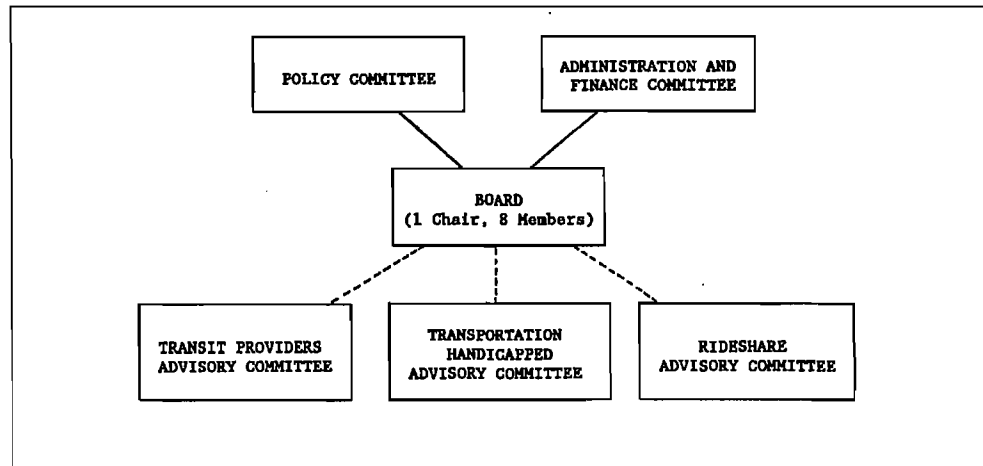 POLICY COMMITTEE
ADMINISTRATION AND
FINANCE COMMITTEE
BOARD
(1 Chair, 8 Members)
TRANSIT PROVIDERS
ADVISORY COMMITTEE
TRANSPORTATION
HANDICAPPED
ADVISORY COMMITTEE
RIDESHARE
ADVISORY COMMITTEE